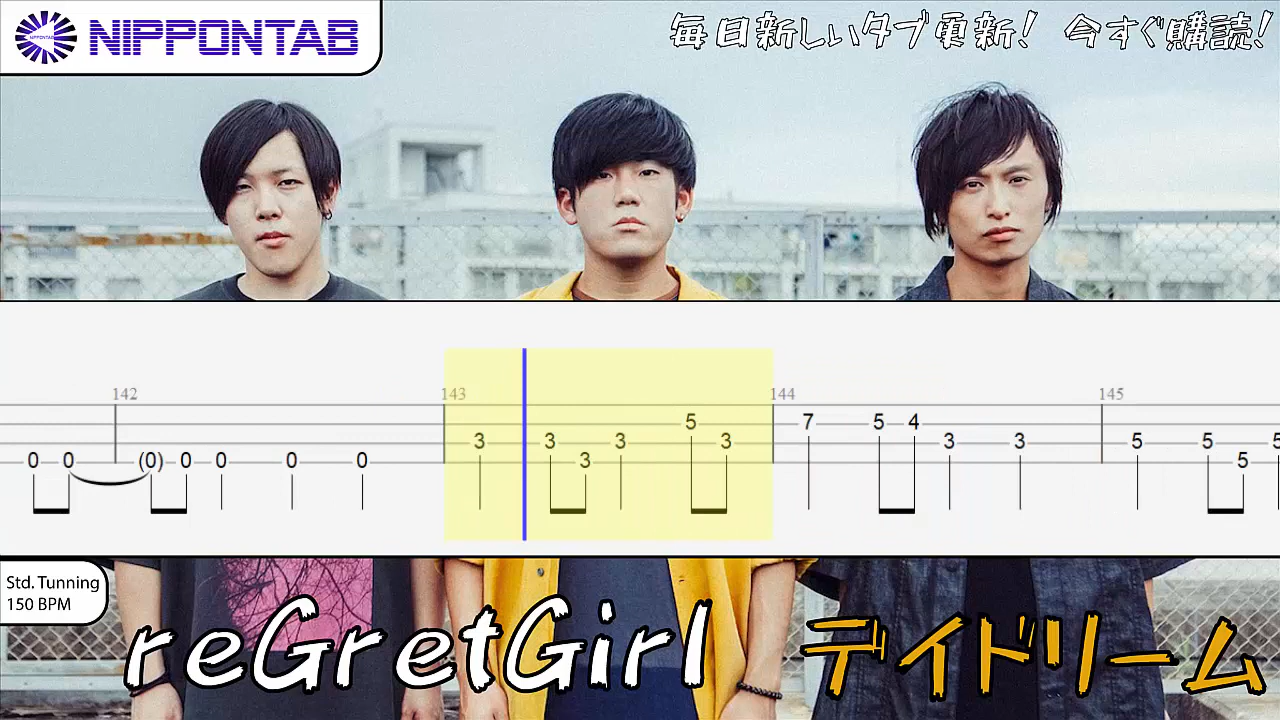 NIPPONTAB
毎日新しいタブ更新! 今すぐ購読!
142 143 144 145
5 7 5 4
3 3 3 3 3 3 5 5 5
0 0 (0) 0 0 0 0 3 5
Std. Tunning
150 BPM
reGretGirl デイドリーム